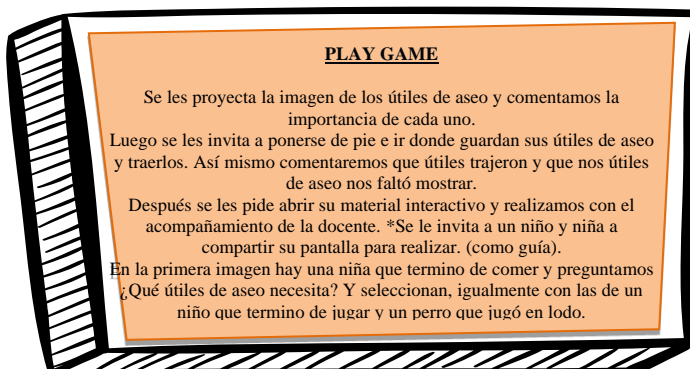 PLAY GAME
Se les proyecta la imagen de los útiles de aseo y comentamos la
importancia de cada uno.
Luego se les invita a ponerse de pie e ir donde guardan sus útiles de aseo
y traerlos. Así mismo comentaremos que útiles trajeron y que nos útiles
de aseo nos faltó mostrar.
Después se les pide abrir su material interactivo y realizamos con el
acompañamiento de la docente. *Se le invita a un niño y niña a
compartir su pantalla para realizar. (como guía).
En la primera imagen hay una niña que termino de comer y preguntamos
¿Qué útiles de aseo necesita? Y seleccionan, igualmente con las de un
niño que termino de jugar y un perro que jugó en lodo.